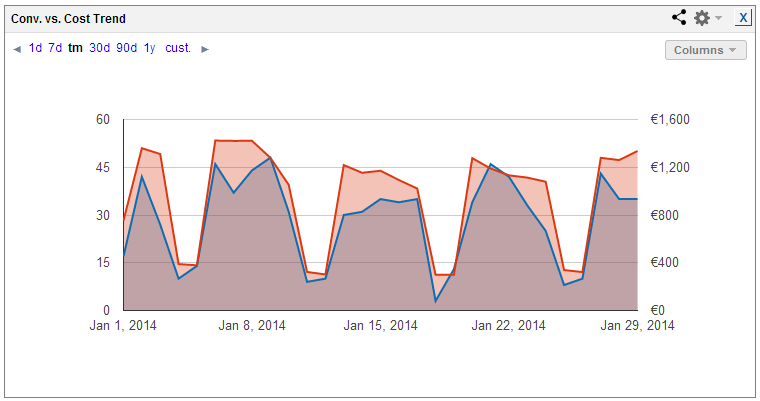 Conv. vs. Cost Trend X
◄ 1d 7d tm 30d 90d 1y cust. ►
Columns
60 €1,600
45 €1,200
30 €800
15 €400
0 €0
Jan 1, 2014 Jan 8, 2014 Jan 15, 2014 Jan 22, 2014 Jan 29, 2014